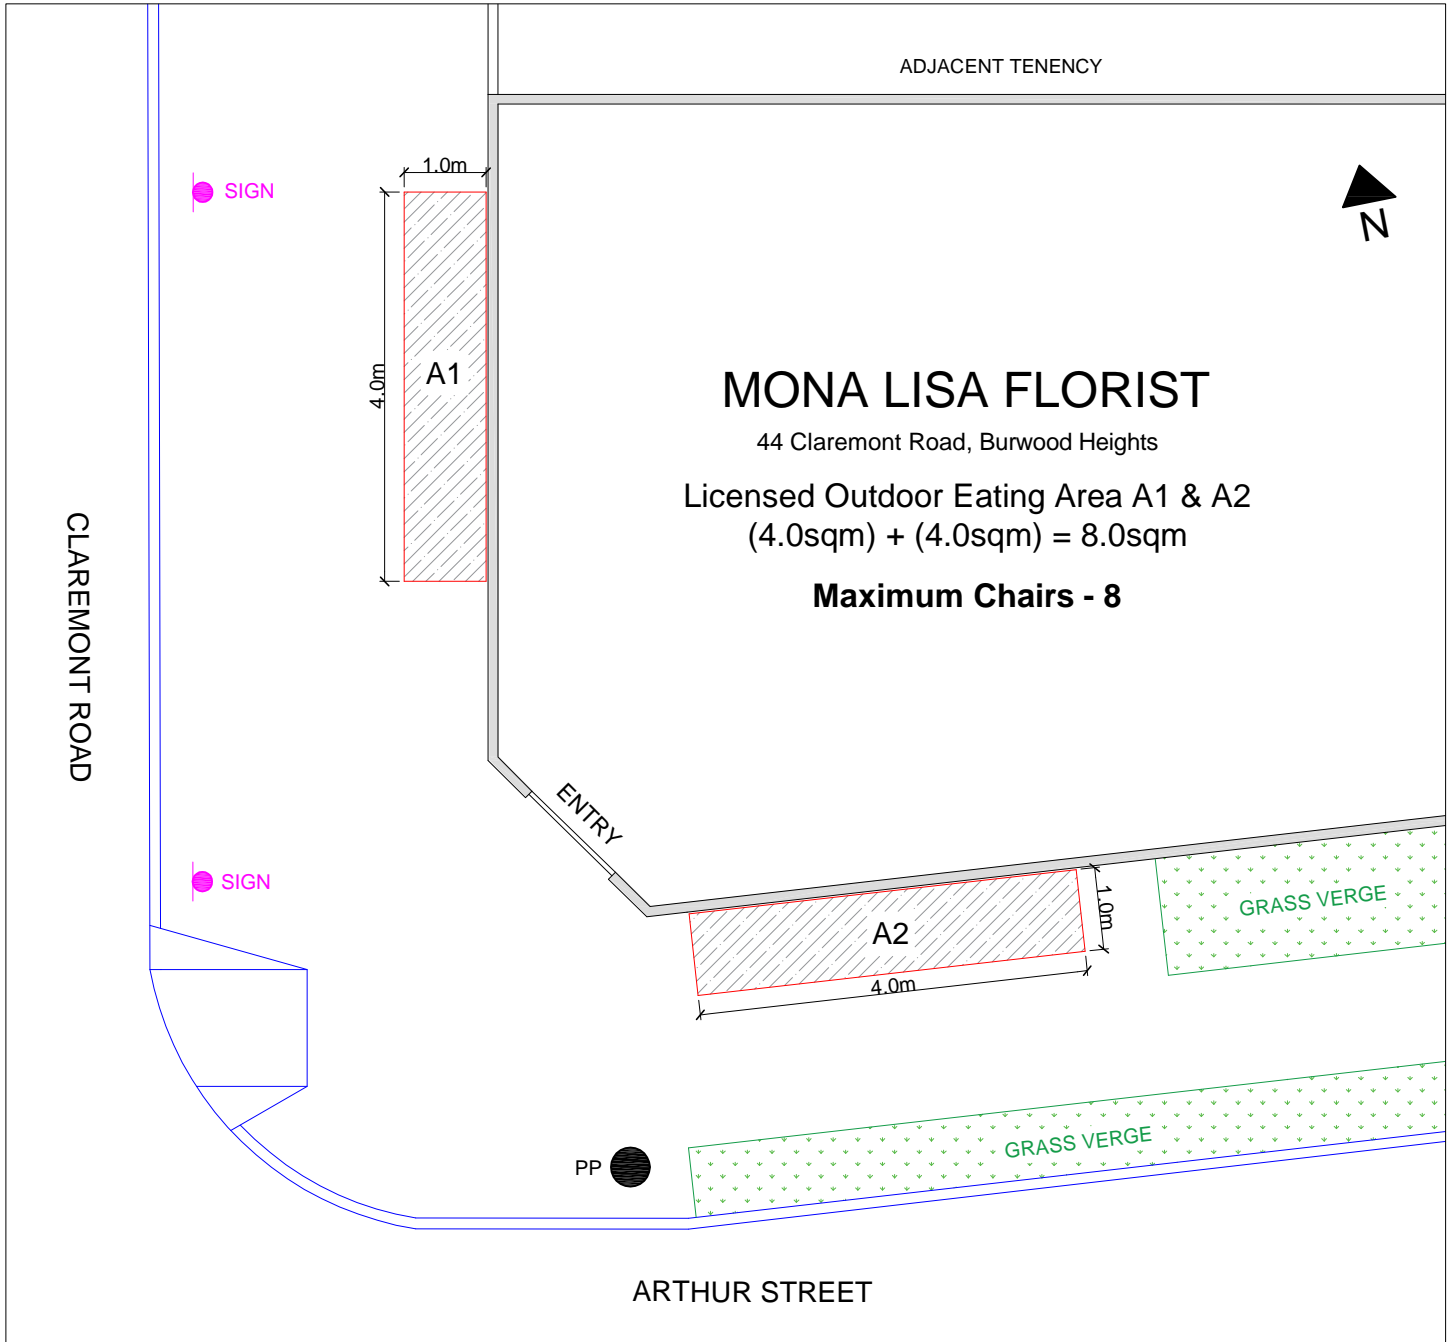 ADJACENT TENENCY
1.0m
SIGN
N
4.0m
A1
MONA LISA FLORIST
44 Claremont Road, Burwood Heights
Licensed Outdoor Eating Area A1 & A2
(4.0sqm) + (4.0sqm) = 8.0sqm
Maximum Chairs - 8
CLAREMONT ROAD
ENTRY
SIGN
A2
1.0m
GRASS VERGE
4.0m
GRASS VERGE
PP
ARTHUR STREET